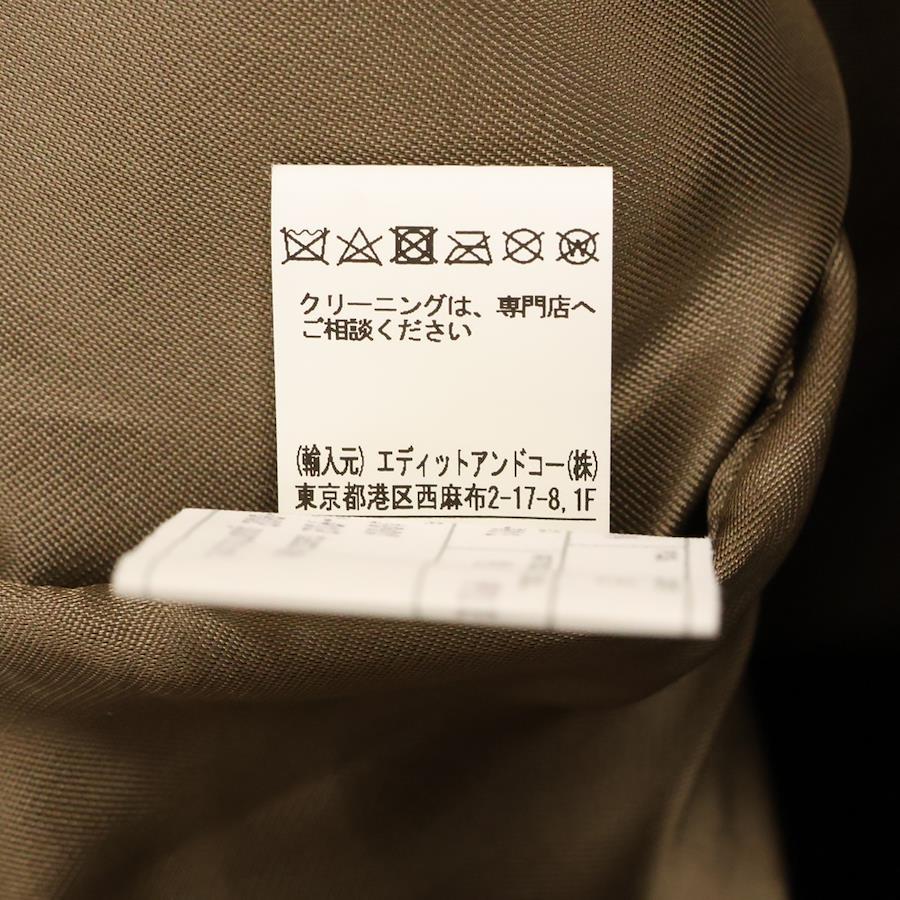 クリーニングは、専門店へ
ご相談ください
(輸入元) エディットアンドコー(株)
東京都港区西麻布2-17-8,1F